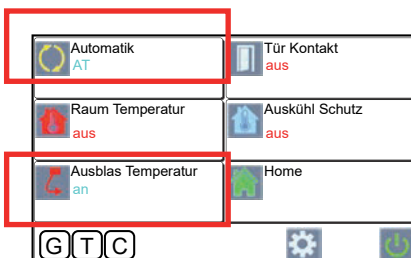 Automatik
AT
Tür Kontakt
aus
Raum Temperatur
aus
Auskühl Schutz
aus
Ausblas Temperatur
an
Home
GTC